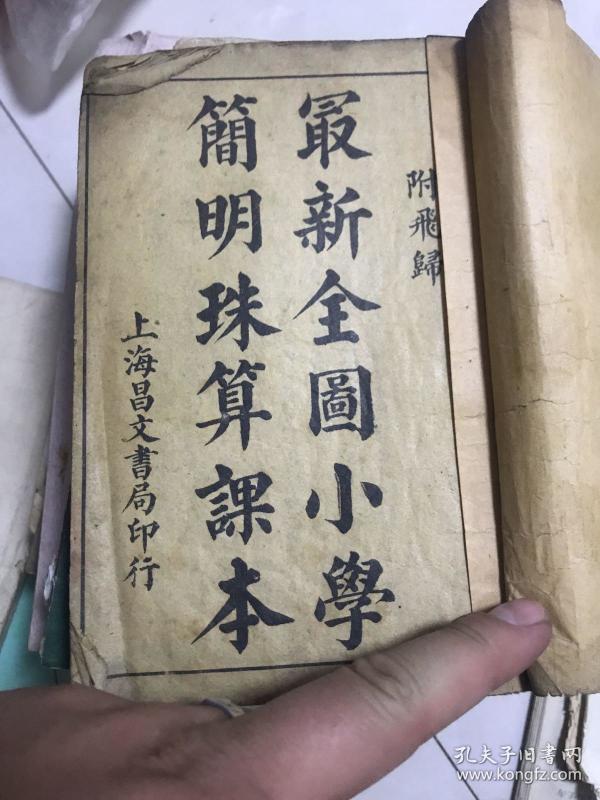 附飛歸
最新全圖小學
簡明珠算課本
上海昌文書局印行
孔夫子旧书网
www.kongfz.com